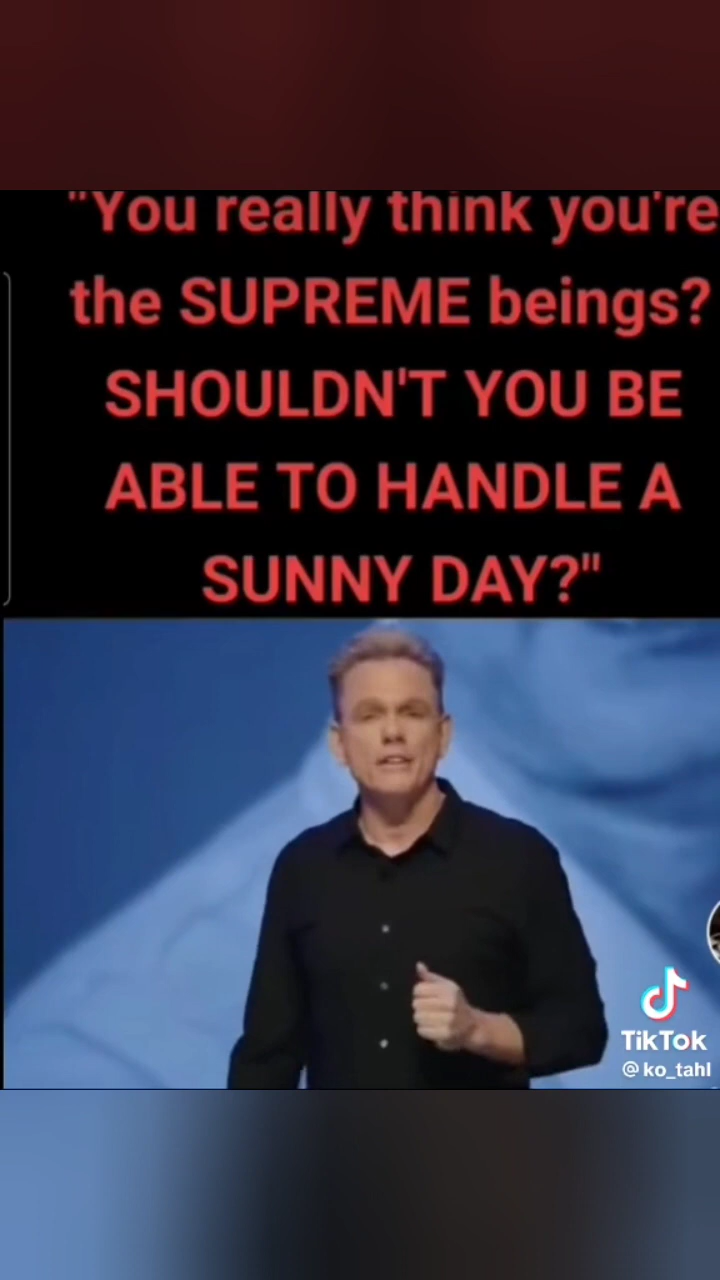 "You really think you're
the SUPREME beings?
SHOULDN'T YOU BE
ABLE TO HANDLE A
SUNNY DAY?"
TikTok
@ko_tahl